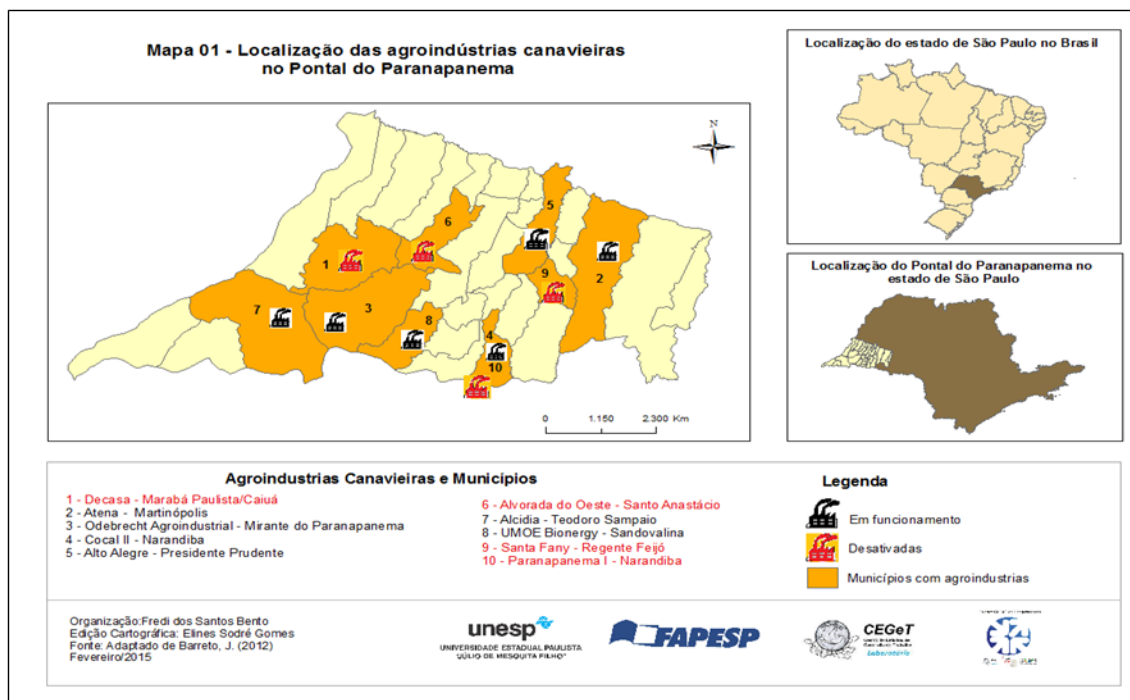 Mapa 01 - Localização das agroindústrias canavieiras
no Pontal do Paranapanema
N
1
2
3
4
5
6
7
8
9
10
0 1.150 2.300 Km
Localização do estado de São Paulo no Brasil
Localização do Pontal do Paranapanema no
estado de São Paulo
Agroindustrias Canavieiras e Municípios
1 - Decasa - Marabá Paulista/Caiuá
2 - Atena - Martinópolis
3 - Odebrecht Agroindustrial - Mirante do Paranapanema
4 - Cocal II - Narandiba
5 - Alto Alegre - Presidente Prudente
6 - Alvorada do Oeste - Santo Anastácio
7 - Alcidia - Teodoro Sampaio
8 - UMOE Bionergy - Sandovalina
9 - Santa Fany - Regente Feijó
10 - Paranapanema I - Narandiba
Legenda
Em funcionamento
Desativadas
Municípios com agroindustrias
Organização:Fredi dos Santos Bento
Edição Cartográfica: Elines Sodré Gomes
Fonte: Adaptado de Barreto, J. (2012)
Fevereiro/2015
unesp
UNIVERSIDADE ESTADUAL PAULISTA
"JÚLIO DE MESQUITA FILHO"
FAPESP
CEGeT
Laboratório